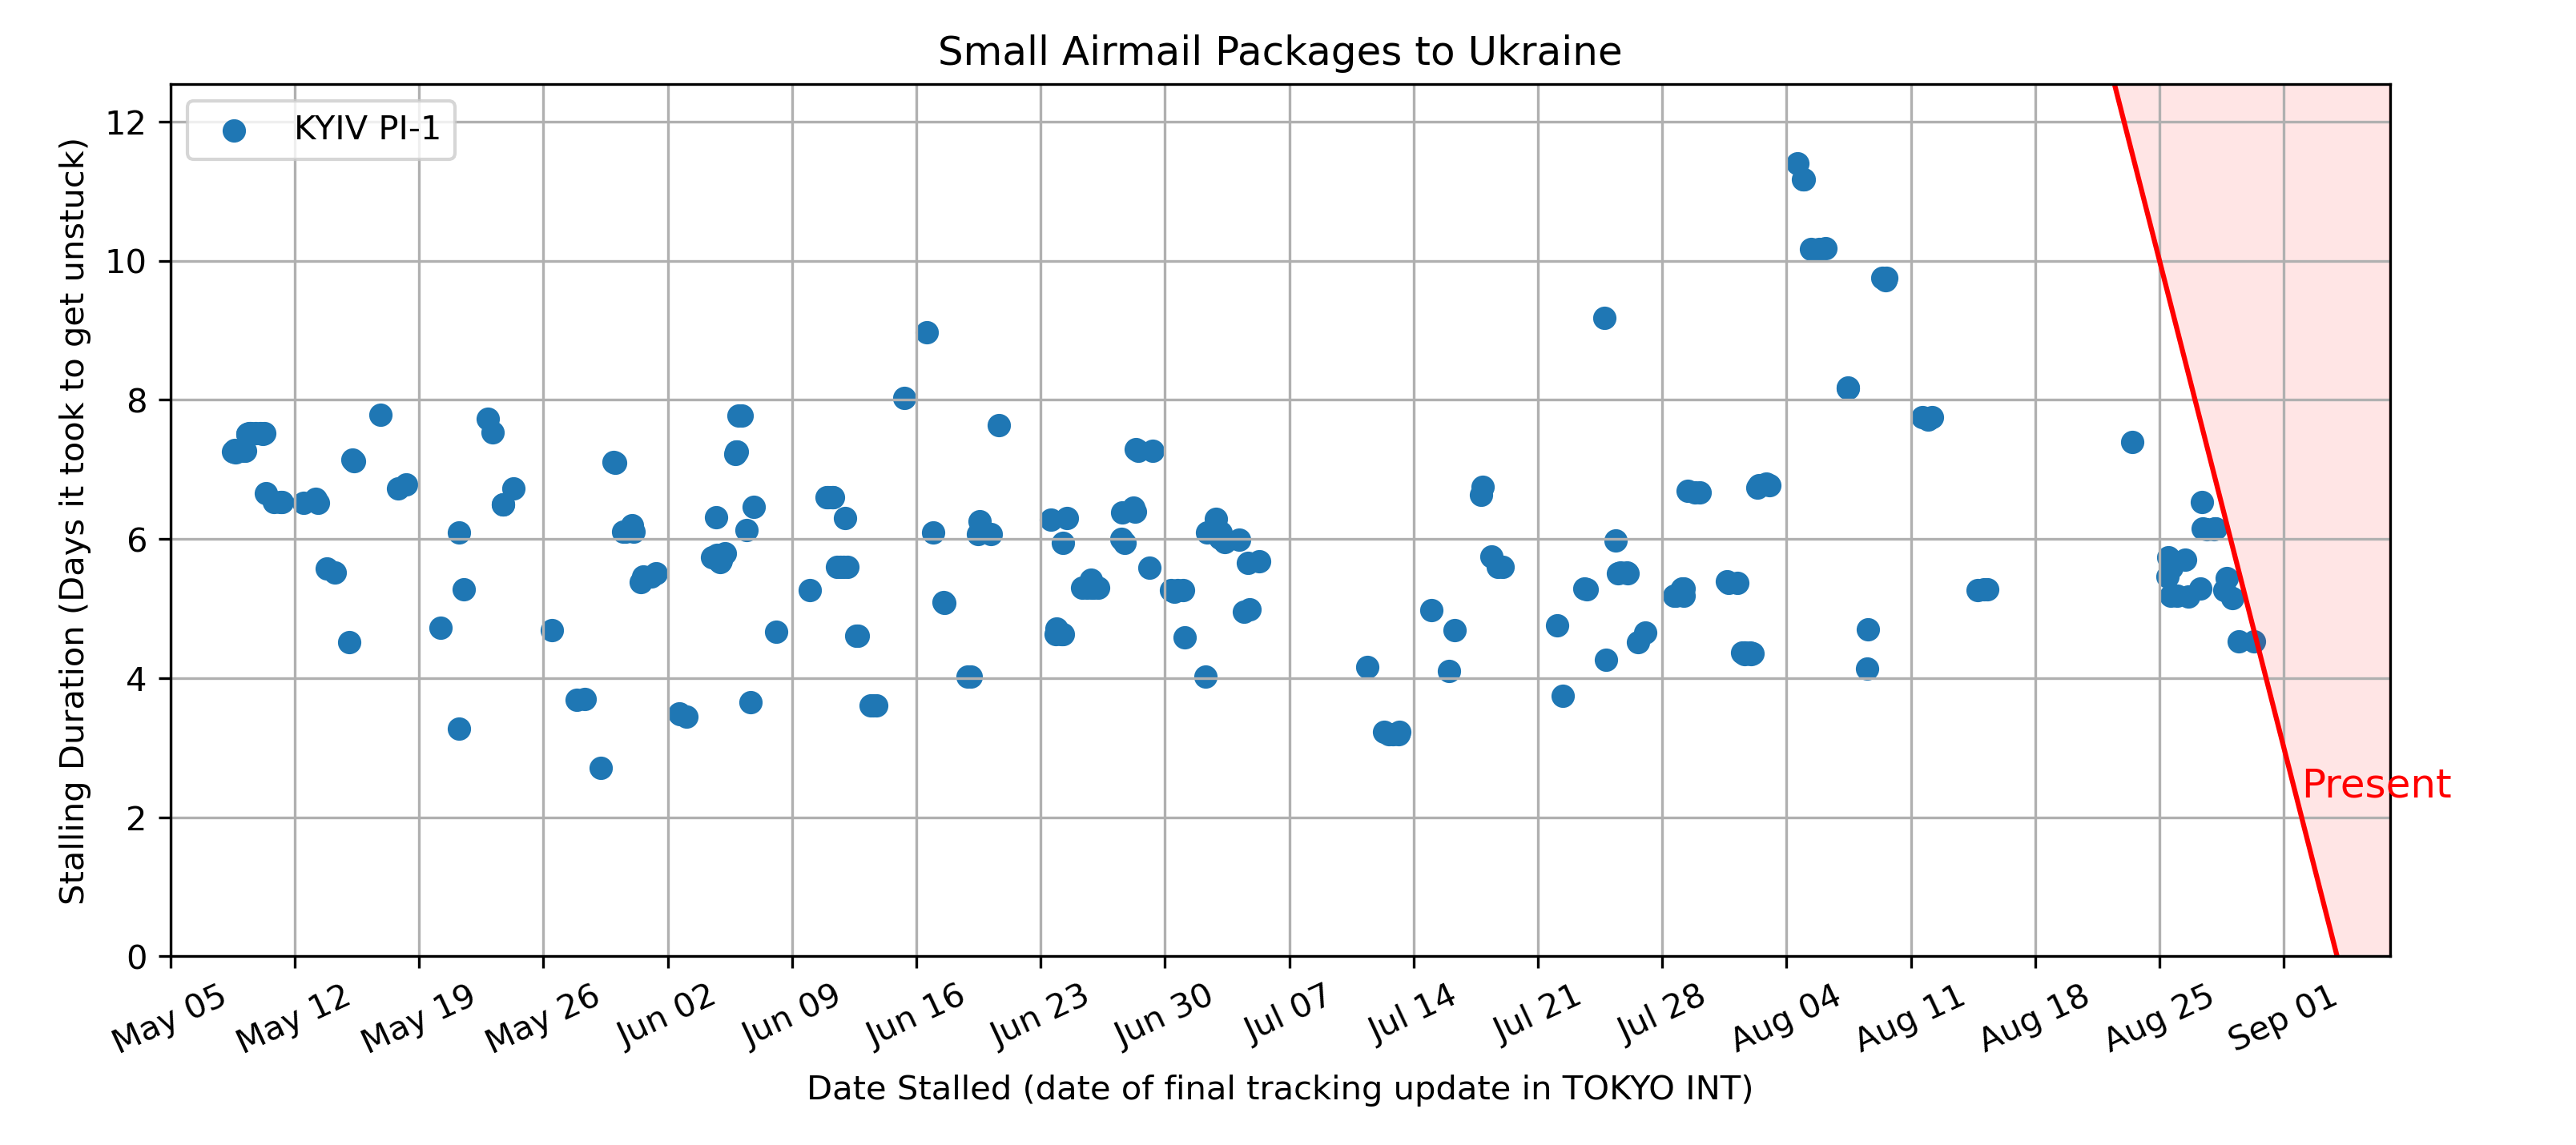 Small Airmail Packages to Ukraine
KYIV PI-1
Stalling Duration (Days it took to get unstuck)
12
10
8
6
4
2
0
Present
May 05
May 12
May 19
May 26
Jun 02
Jun 09
Jun 16
Jun 23
Jun 30
Jul 07
Jul 14
Jul 21
Jul 28
Aug 04
Aug 11
Aug 18
Aug 25
Sep 01
Date Stalled (date of final tracking update in TOKYO INT)